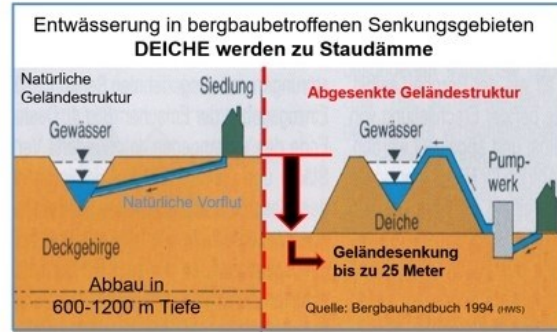 Entwässerung in bergbaubetroffenen Senkungsgebieten
DEICHE werden zu Staudämme
Natürliche
Geländestruktur
Siedlung
Gewässer
Natürliche Vorflut
Deckgebirge
Abbau in
600-1200 m Tiefe
Abgesenkte Geländestruktur
Gewässer
Pump-
werk
Deiche
Geländesenkung
bis zu 25 Meter
Quelle: Bergbauhandbuch 1994 (HWS)